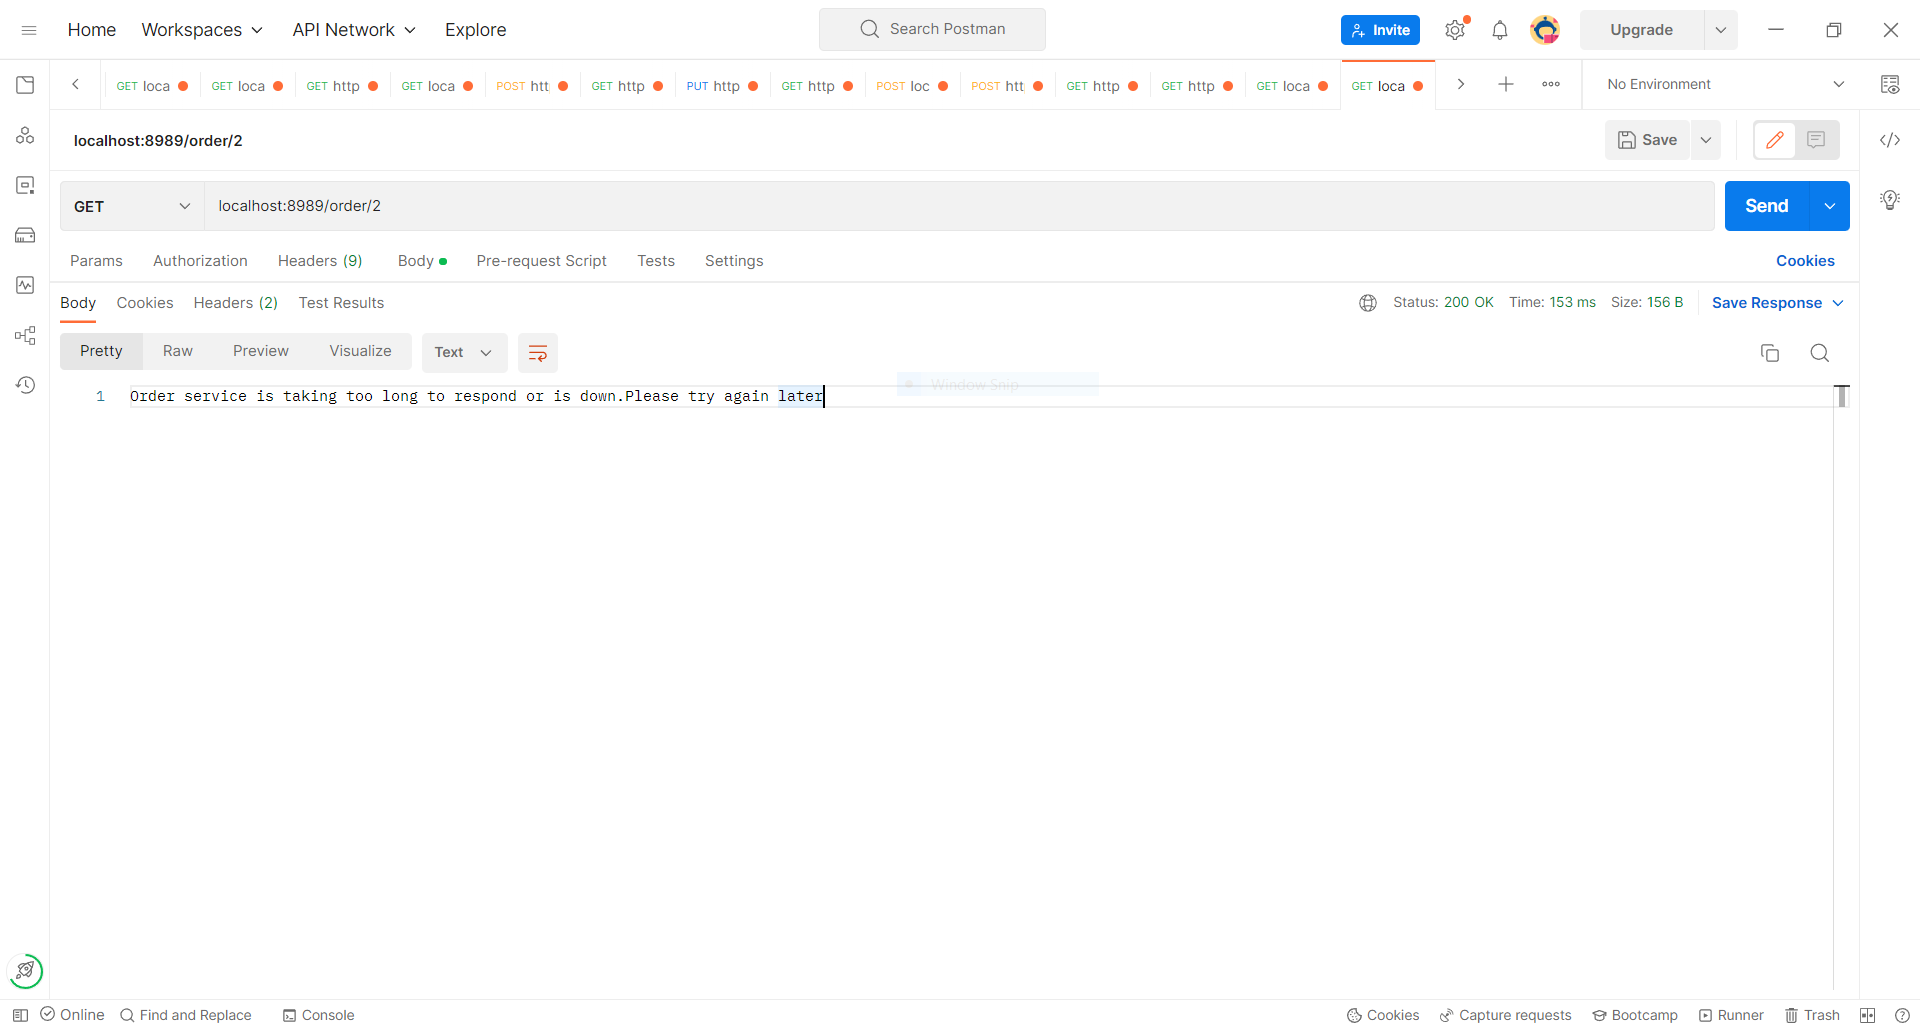 Home Workspaces API Network Explore Search Postman Invite Upgrade
GET loca GET loca GET http GET loca POST htt GET http PUT http GET http POST loc POST htt GET http GET http GET loca GET loca No Environment
localhost:8989/order/2 Save
GET localhost:8989/order/2 Send
Params Authorization Headers (9) Body Pre-request Script Tests Settings Cookies
Body Cookies Headers (2) Test Results Status: 200 OK Time: 153 ms Size: 156 B Save Response
Pretty Raw Preview Visualize Text
Window Snip
1 Order service is taking too long to respond or is down.Please try again later
Online Find and Replace Console Cookies Capture requests Bootcamp Runner Trash